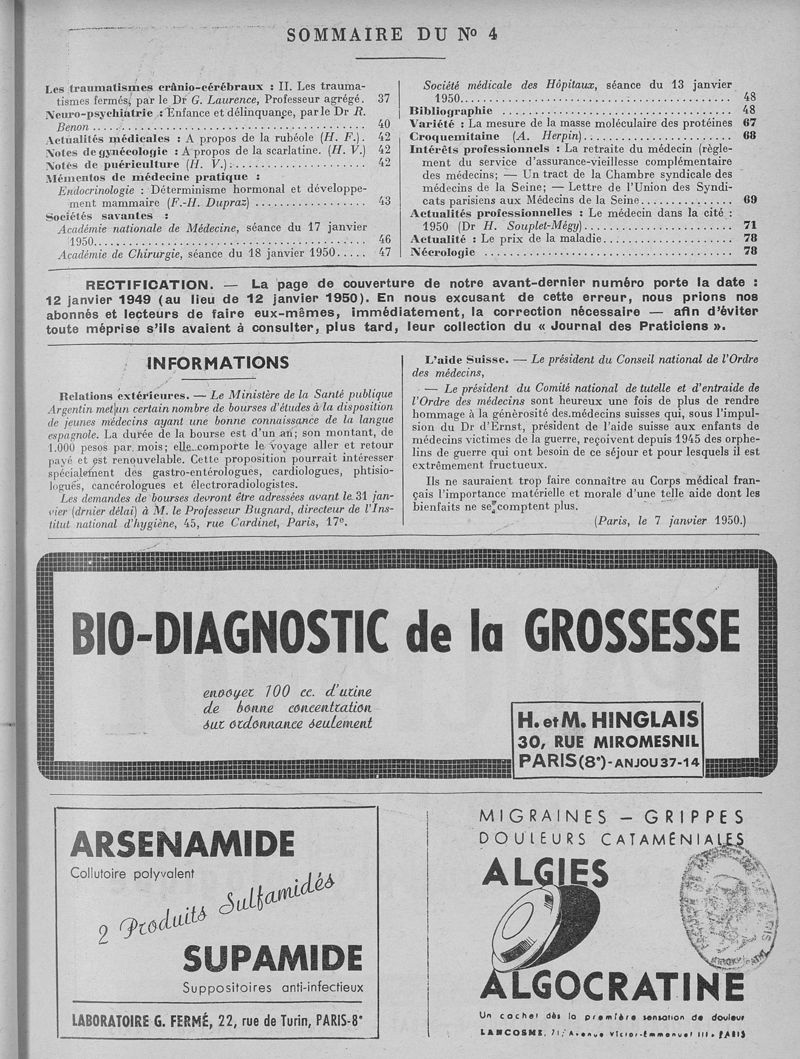 SOMMAIRE DU Nº 4
Les traumatismes crânio-cérébraux : II. Les trauma-
tismes fermés, par le Dr G. Laurence, Professeur agrégé. 37
Neuro-psychiatrie : Enfance et délinquance, par le Dr R.
Benon ........................................ 40
Actualités médicales : A propos de la rubéole (H. F.).. 42
Notes de gynécologie : A propos de la scarlatine. (H. V.) 42
Notes de puériculture (H. V.) ........................ 42
Mémentos de médecine pratique :
Endocrinologie : Déterminisme hormonal et développe-
ment mammaire (F.-H. Dupraz) ................ 43
Sociétés savantes :
Académie nationale de Médecine, séance du 17 janvier
1950........................................ 46
Académie de Chirurgie, séance du 18 janvier 1950..... 47
Société médicale des Hôpitaux, séance du 13 janvier
1950........................................ 48
Bibliographie ................................ 48
Variété : La mesure de la masse moléculaire des protéines 67
Croquemitaine (A. Herpin)...................... 68
Intérêts professionnels : La retraite du médecin (règle-
ment du service d'assurance-vieillesse complémentaire
des médecins; — Un tract de la Chambre syndicale des
médecins de la Seine; — Lettre de l'Union des Syndi-
cats parisiens aux Médecins de la Seine.............. 69
Actualités professionnelles : Le médecin dans la cité :
1950 (Dr H. Souplet-Mégy)...................... 71
Actualité : Le prix de la maladie.................... 78
Nécrologie .................................... 78
RECTIFICATION. — La page de couverture de notre avant-dernier numéro porte la date :
12 janvier 1949 (au lieu de 12 janvier 1950). En nous excusant de cette erreur, nous prions nos
abonnés et lecteurs de faire eux-mêmes, immédiatement, la correction nécessaire — afin d'éviter
toute méprise s'ils avaient à consulter, plus tard, leur collection du « Journal des Praticiens ».
INFORMATIONS
Relations extérieures. — Le Ministère de la Santé publique
Argentin met un certain nombre de bourses d'études à la disposition
de jeunes médecins ayant une bonne connaissance de la langue
espagnole. La durée de la bourse est d'un an; son montant, de
1.000 pesos par mois; elle comporte le voyage aller et retour
payé et est renouvelable. Cette proposition pourrait intéresser
spécialement des gastro-entérologues, cardiologues, phtisio-
logues, cancérologues et électroradiologistes.
Les demandes de bourses devront être adressées avant le 31 jan-
vier (drnier délai) à M. le Professeur Bugnard, directeur de l'Ins-
titut national d'hygiène, 45, rue Cardinet, Paris, 17e.
L'aide Suisse. — Le président du Conseil national de l'Ordre
des médecins,
— Le président du Comité national de tutelle et d'entraide de
l'Ordre des médecins sont heureux une fois de plus de rendre
hommage à la générosité des médecins suisses qui, sous l'impul-
sion du Dr d'Ernst, président de l'aide suisse aux enfants de
médecins victimes de la guerre, reçoivent depuis 1945 des orphe-
lins de guerre qui ont besoin de ce séjour et pour lesquels il est
extrêmement fructueux.
Ils ne sauraient trop faire connaître au Corps médical fran-
çais l'importance matérielle et morale d'une telle aide dont les
bienfaits ne se comptent plus.
(Paris, le 7 janvier 1950.)
BIO-DIAGNOSTIC de la GROSSESSE
envoyer 100 cc. d'urine
de bonne concentration
sur ordonnance seulement
H. et M. HINGLAIS
30, RUE MIROMESNIL
PARIS (8e) - ANJOU 37-14
ARSENAMIDE
Collutoire polyvalent
2 Produits Sulfamidés
SUPAMIDE
Suppositoires anti-infectieux
LABORATOIRE G. FERMÉ, 22, rue de Turin, PARIS-8e
MIGRAINES - GRIPPES
DOULEURS CATAMÉNIALES
ALGIES
ALGOCRATINE
Un cachet dès la première sensation de douleur
LANCOSME, 71, Avenue Victor-Emmanuel III - PARIS